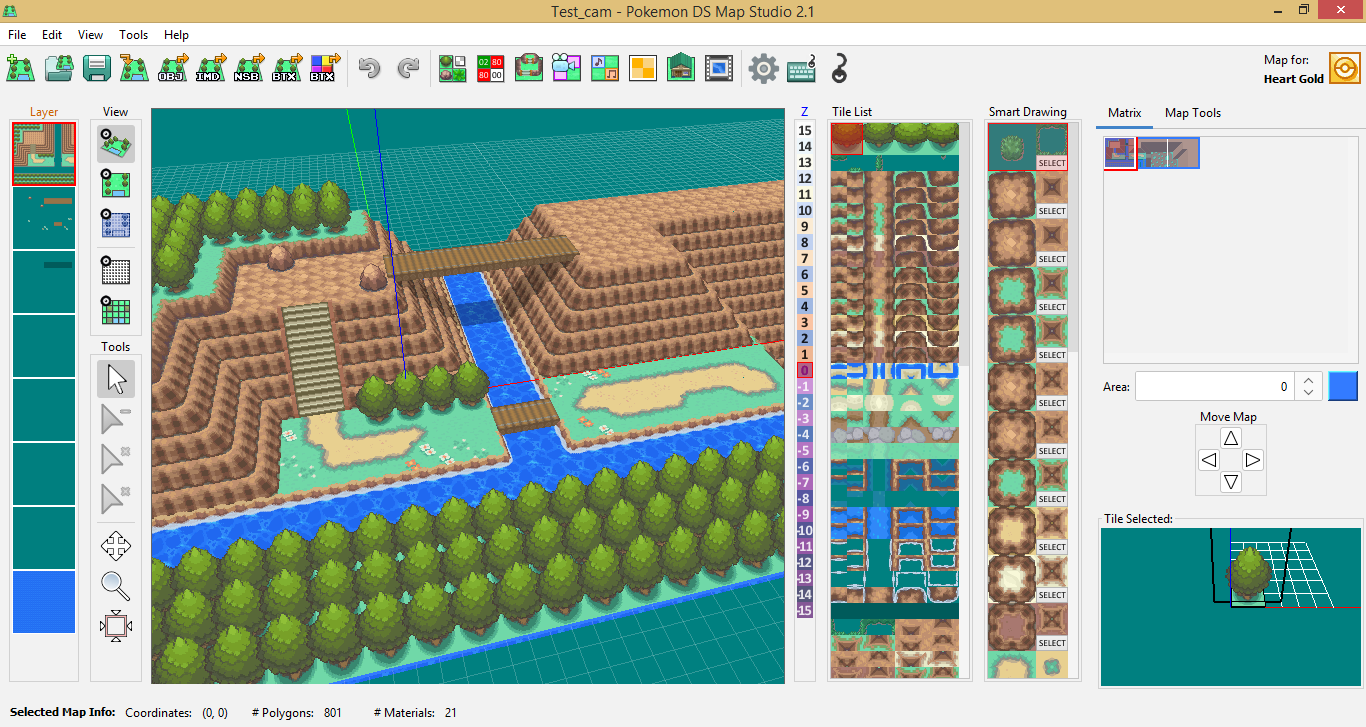 Test_cam - Pokemon DS Map Studio 2.1
File Edit View Tools Help
OBJ IMD NSB BTX BTX
02 80
80 00
Map for:
Heart Gold
Layer
View
Tools
Z
15
14
13
12
11
10
9
8
7
6
5
4
3
2
1
0
-1
-2
-3
-4
-5
-6
-7
-8
-9
-10
-11
-12
-13
-14
-15
Tile List
Smart Drawing
SELECT
SELECT
SELECT
SELECT
SELECT
SELECT
SELECT
SELECT
SELECT
SELECT
SELECT
Matrix Map Tools
Area: 0
Move Map
Tile Selected:
Selected Map Info: Coordinates: (0, 0) # Polygons: 801 # Materials: 21